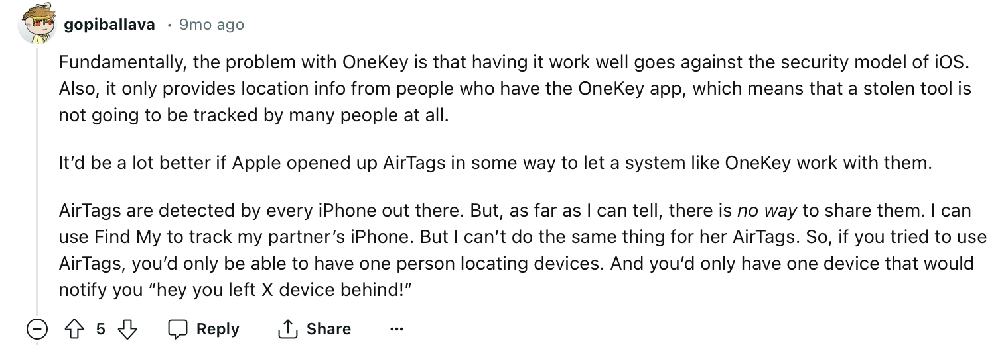 gopiballava • 9mo ago
Fundamentally, the problem with OneKey is that having it work well goes against the security model of iOS.
Also, it only provides location info from people who have the OneKey app, which means that a stolen tool is
not going to be tracked by many people at all.
It’d be a lot better if Apple opened up AirTags in some way to let a system like OneKey work with them.
AirTags are detected by every iPhone out there. But, as far as I can tell, there is no way to share them. I can
use Find My to track my partner’s iPhone. But I can’t do the same thing for her AirTags. So, if you tried to use
AirTags, you’d only be able to have one person locating devices. And you’d only have one device that would
notify you “hey you left X device behind!”
5 Reply Share ...